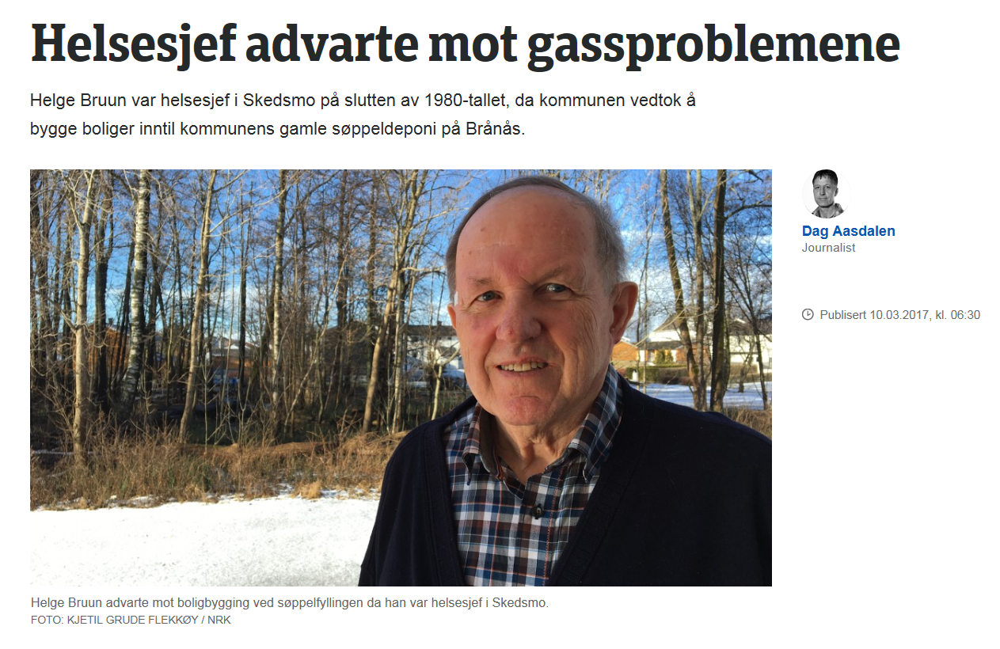 Helsesjef advarte mot gassproblemene
Helge Bruun var helsesjef i Skedsmo på slutten av 1980-tallet, da kommunen vedtok å
bygge boliger inntil kommunens gamle søppeldeponi på Brånås.
Dag Aasdalen
Journalist
Publisert 10.03.2017, kl. 06:30
Helge Bruun advarte mot boligbygging ved søppelfyllingen da han var helsesjef i Skedsmo.
FOTO: KJETIL GRUDE FLEKKØY / NRK